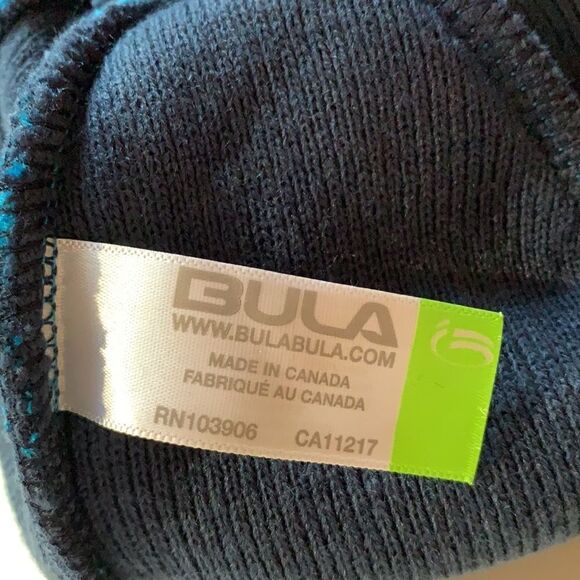 BULA
WWW.BULABULA.COM
MADE IN CANADA
FABRIQUÉ AU CANADA
RN103906 CA11217